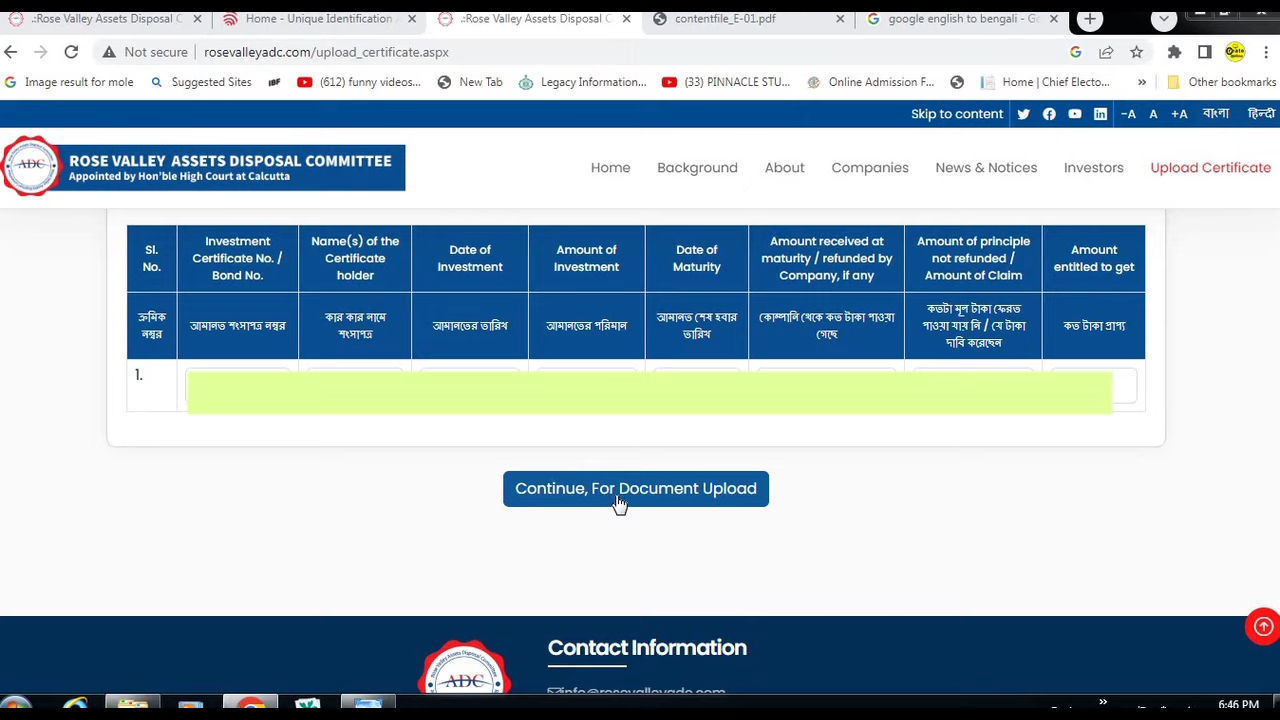 .:Rose Valley Assets Disposal C
Home - Unique Identification A
.:Rose Valley Assets Disposal C
contentfile_E-01.pdf
google english to bengali - Go
Not secure
rosevalleyadc.com/upload_certificate.aspx
Image result for mole
Suggested Sites
(612) funny videos...
New Tab
Legacy Information...
(33) PINNACLE STU...
Online Admission F...
Home | Chief Electo...
»
Other bookmarks
Skip to content
-A
A
+A
বাংলা
हिन्दी
ADC
ROSE VALLEY ASSETS DISPOSAL COMMITTEE
Appointed by Hon'ble High Court at Calcutta
Home
Background
About
Companies
News & Notices
Investors
Upload Certificate
Sl.
No.
Investment
Certificate No. /
Bond No.
Name(s) of the
Certificate
holder
Date of
Investment
Amount of
Investment
Date of
Maturity
Amount received at
maturity / refunded by
Company, if any
Amount of principle
not refunded /
Amount of Claim
Amount
entitled to get
ক্রমিক
নম্বর
আমানত শংসাপত্র নম্বর
কার কার নামে
শংসাপত্র
আমানতের তারিখ
আমানতের পরিমান
আমানত শেষ হবার
তারিখ
কোম্পানি থেকে কত টাকা পাওয়া
গেছে
কতটা মূল টাকা ফেরত
পাওয়া যায় নি / যে টাকা
দাবি করেছেন
কত টাকা প্রাপ্য
1.
Continue, For Document Upload
Contact Information
ADC
info@rosevalleyadc.com
»
6:46 PM